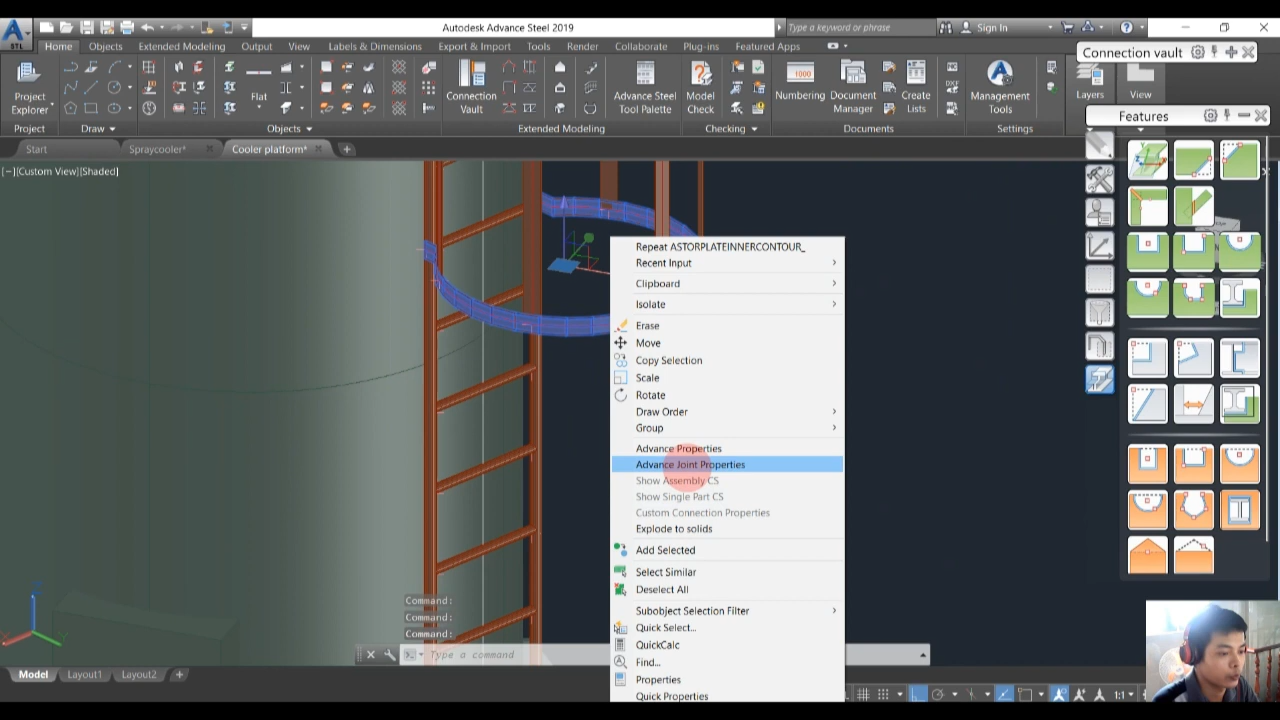 Autodesk Advance Steel 2019
Type a keyword or phrase
Sign In
STL
Home
Objects
Extended Modeling
Output
View
Labels & Dimensions
Export & Import
Tools
Render
Collaborate
Plug-ins
Featured Apps
Connection vault
Project
Explorer
Flat
Connection
Vault
Advance Steel
Tool Palette
Model
Check
1000
Numbering
Document
Manager
Create
Lists
Management
Tools
Layers
View
Project
Draw
Objects
Extended Modeling
Checking
Documents
Settings
Features
Start
Spraycooler*
Cooler platform*
[−][Custom View][Shaded]
Repeat ASTORPLATEINNERCONTOUR_
Recent Input
Clipboard
Isolate
Erase
Move
Copy Selection
Scale
Rotate
Draw Order
Group
Advance Properties
Advance Joint Properties
Show Assembly CS
Show Single Part CS
Custom Connection Properties
Explode to solids
Add Selected
Select Similar
Deselect All
Subobject Selection Filter
Quick Select...
QuickCalc
Find...
Properties
Quick Properties
Command:
Command:
Command:
Type a command
Model
Layout1
Layout2
1:1